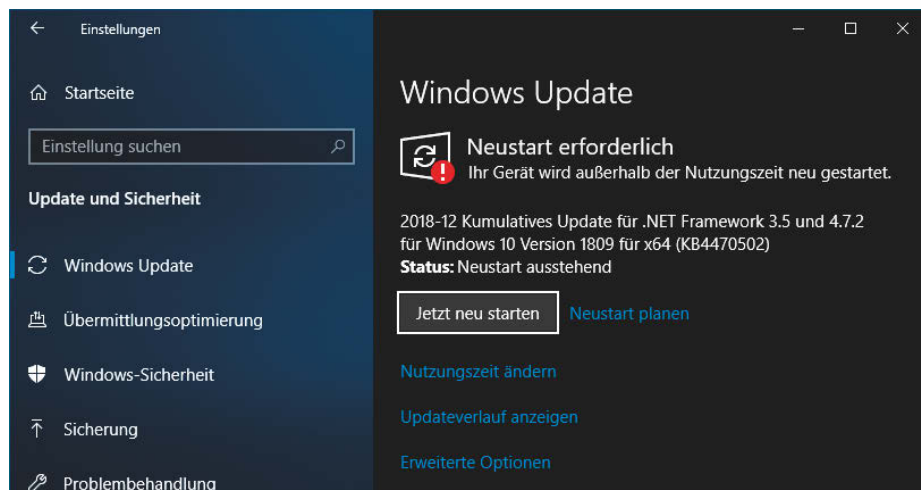 Einstellungen
Startseite
Einstellung suchen
Update und Sicherheit
Windows Update
Übermittlungsoptimierung
Windows-Sicherheit
Sicherung
Problembehandlung
Windows Update
Neustart erforderlich
Ihr Gerät wird außerhalb der Nutzungszeit neu gestartet.
2018-12 Kumulatives Update für .NET Framework 3.5 und 4.7.2
für Windows 10 Version 1809 für x64 (KB4470502)
Status: Neustart ausstehend
Jetzt neu starten Neustart planen
Nutzungszeit ändern
Updateverlauf anzeigen
Erweiterte Optionen